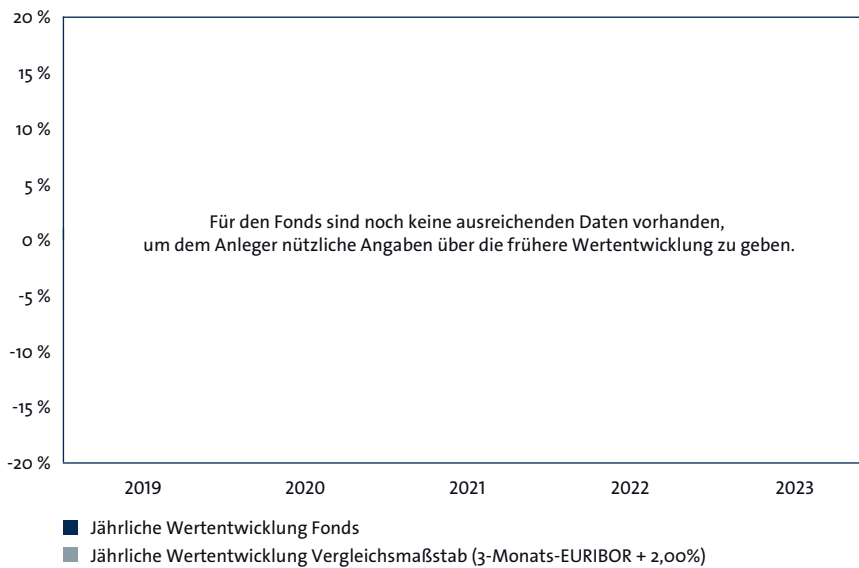 20 %
15 %
10 %
5 %
0 %
-5 %
-10 %
-15 %
-20 %
Für den Fonds sind noch keine ausreichenden Daten vorhanden,
um dem Anleger nützliche Angaben über die frühere Wertentwicklung zu geben.
2019 2020 2021 2022 2023
Jährliche Wertentwicklung Fonds
Jährliche Wertentwicklung Vergleichsmaßstab (3-Monats-EURIBOR + 2,00%)